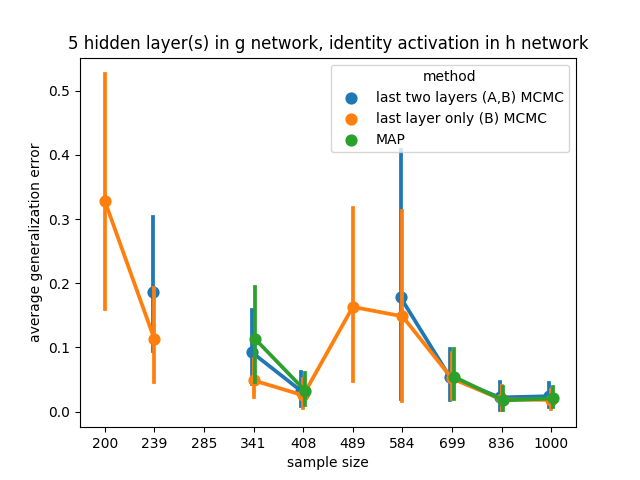 5 hidden layer(s) in g network, identity activation in h network
method
last two layers (A,B) MCMC
last layer only (B) MCMC
MAP
average generalization error
0.5
0.4
0.3
0.2
0.1
0.0
200 239 285 341 408 489 584 699 836 1000
sample size